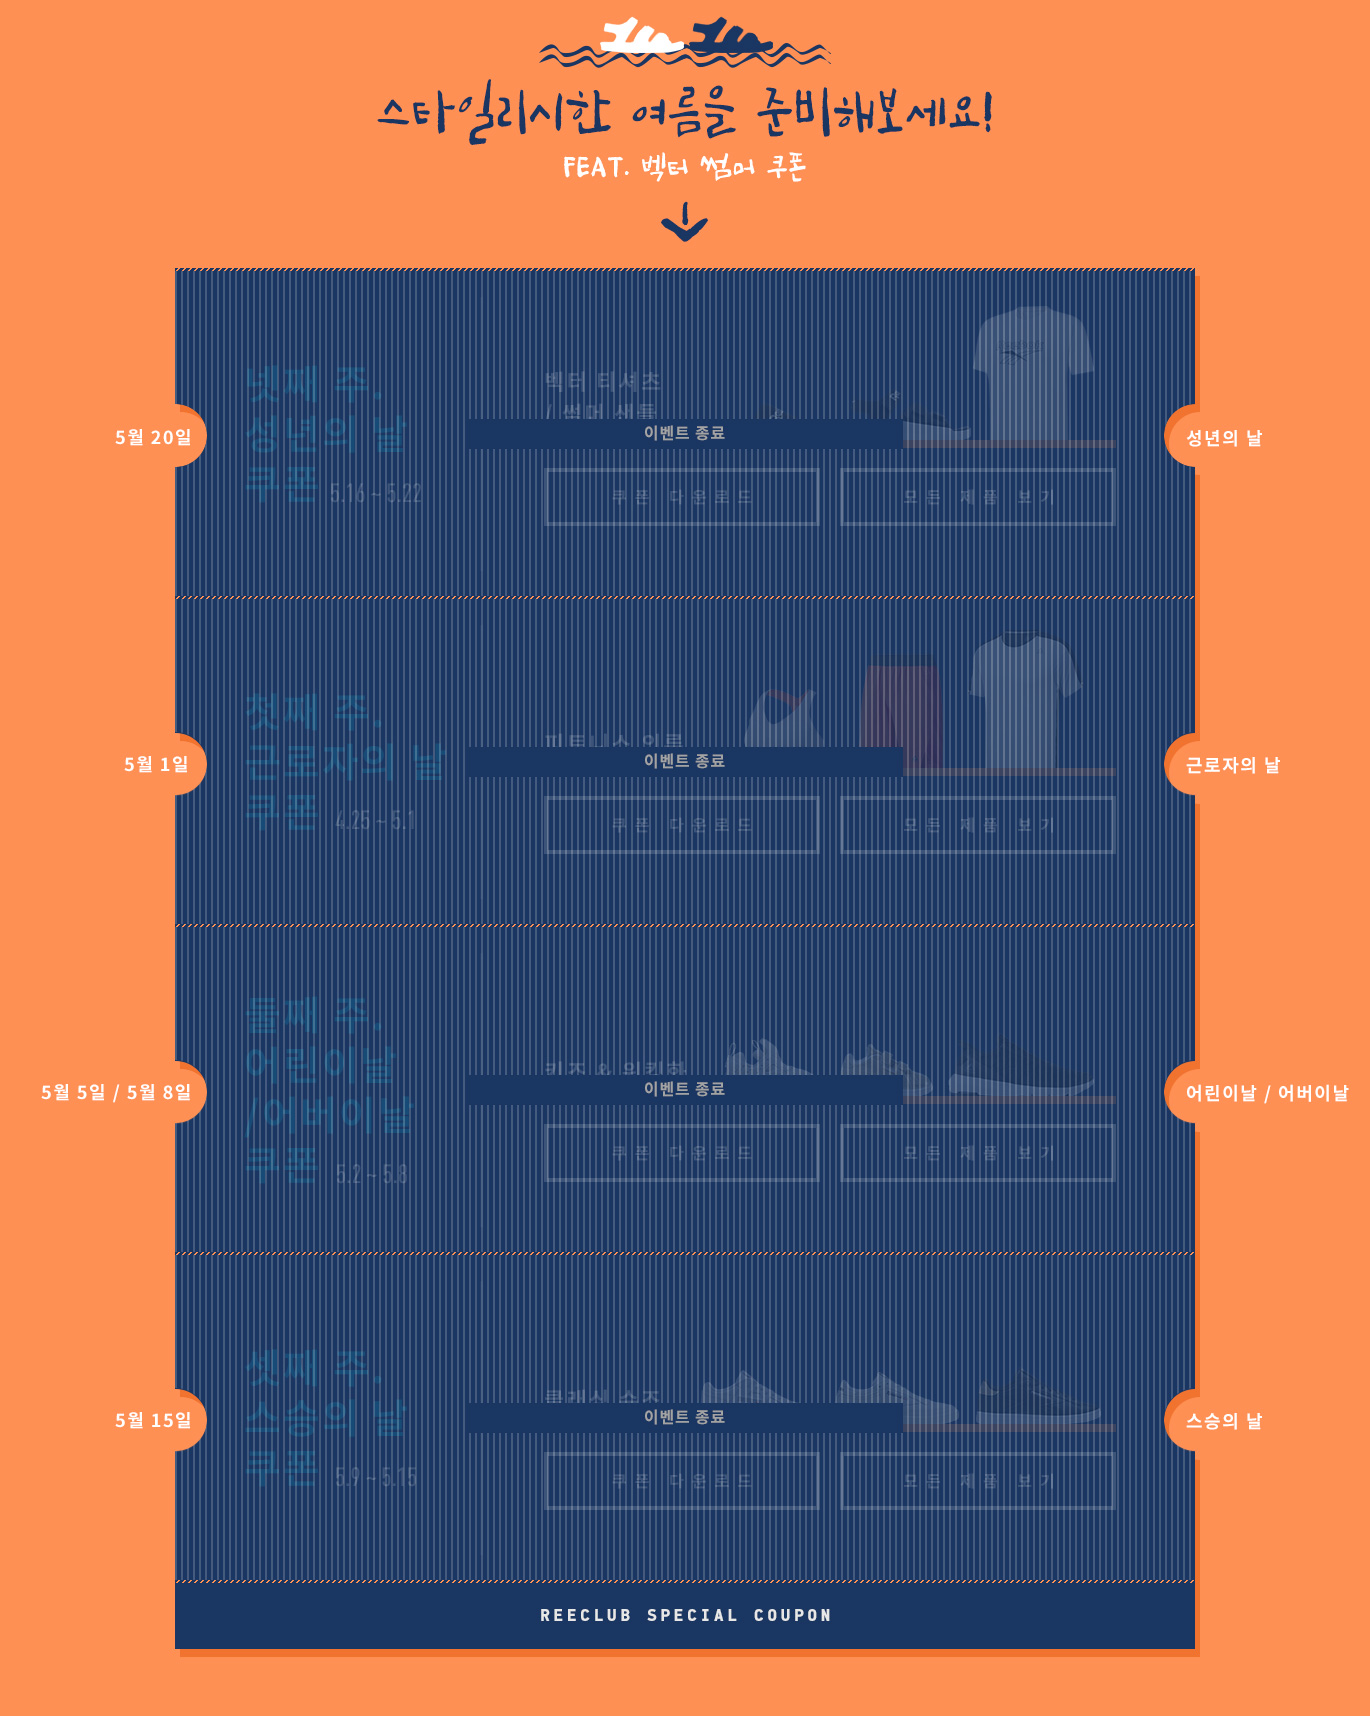 스타일리시한 여름을 준비해보세요!
FEAT. 벡터 썸머 쿠폰
5월 20일
넷째 주.
성년의 날
쿠폰 5.16 ~ 5.22
벡터 티셔츠
/ 썸머 샌들
이벤트 종료
쿠폰 다운로드
모든 제품 보기
성년의 날
5월 1일
첫째 주.
근로자의 날
쿠폰 4.25 ~ 5.1
피트니스 의류
이벤트 종료
쿠폰 다운로드
모든 제품 보기
근로자의 날
5월 5일 / 5월 8일
둘째 주.
어린이날
/어버이날
쿠폰 5.2 ~ 5.8
키즈 & 워킹화
이벤트 종료
쿠폰 다운로드
모든 제품 보기
어린이날 / 어버이날
5월 15일
셋째 주.
스승의 날
쿠폰 5.9 ~ 5.15
클래식 슈즈
이벤트 종료
쿠폰 다운로드
모든 제품 보기
스승의 날
REECLUB SPECIAL COUPON